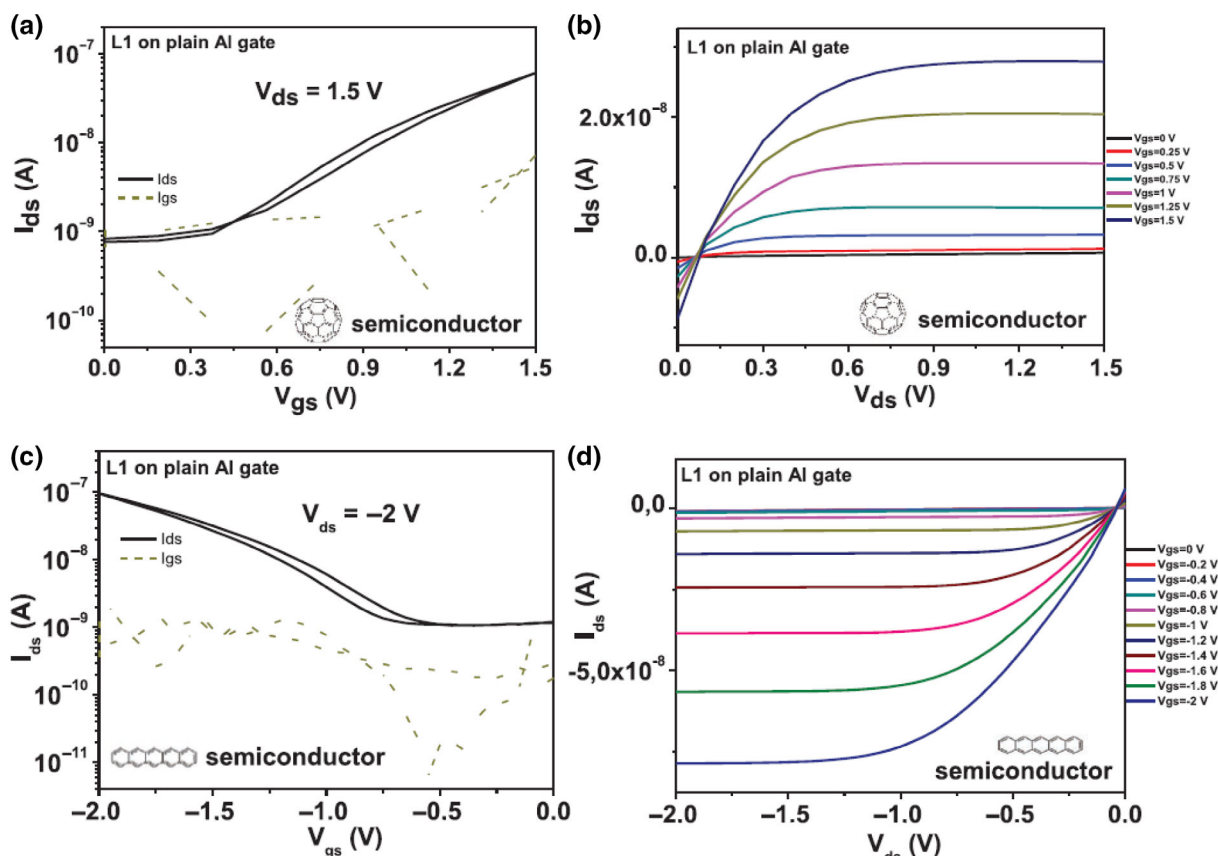 (a)
L1 on plain Al gate
V_ds = 1.5 V
Ids
Igs
semiconductor
10⁻⁷
10⁻⁸
10⁻⁹
10⁻¹⁰
I_ds (A)
0.0 0.3 0.6 0.9 1.2 1.5
V_gs (V)
(b)
L1 on plain Al gate
2.0x10⁻⁸
0.0
I_ds (A)
semiconductor
Vgs=0 V
Vgs=0.25 V
Vgs=0.5 V
Vgs=0.75 V
Vgs=1 V
Vgs=1.25 V
Vgs=1.5 V
0.0 0.3 0.6 0.9 1.2 1.5
V_ds (V)
(c)
L1 on plain Al gate
V_ds = –2 V
Ids
Igs
semiconductor
10⁻⁷
10⁻⁸
10⁻⁹
10⁻¹⁰
10⁻¹¹
I_ds (A)
–2.0 –1.5 –1.0 –0.5 0.0
V_gs (V)
(d)
L1 on plain Al gate
0,0
-5,0x10⁻⁸
I_ds (A)
semiconductor
Vgs=0 V
Vgs=-0.2 V
Vgs=-0.4 V
Vgs=-0.6 V
Vgs=-0.8 V
Vgs=-1 V
Vgs=-1.2 V
Vgs=-1.4 V
Vgs=-1.6 V
Vgs=-1.8 V
Vgs=-2 V
–2.0 –1.5 –1.0 –0.5 0.0
V_ds (V)